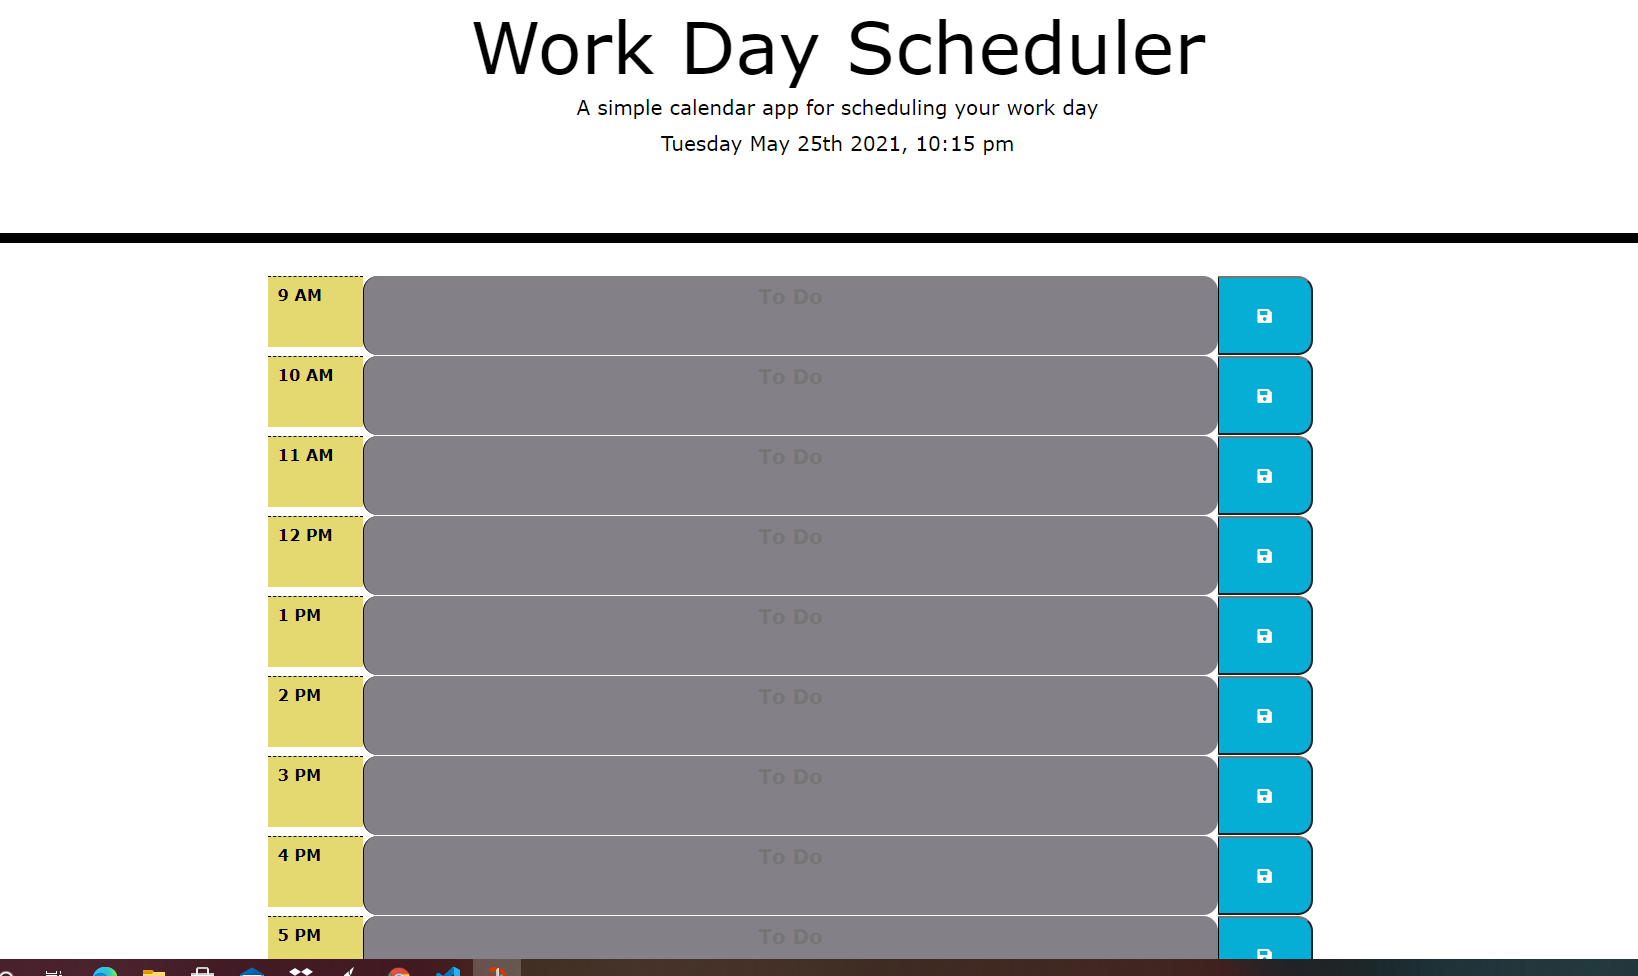 Work Day Scheduler
A simple calendar app for scheduling your work day
Tuesday May 25th 2021, 10:15 pm
9 AM
To Do
10 AM
To Do
11 AM
To Do
12 PM
To Do
1 PM
To Do
2 PM
To Do
3 PM
To Do
4 PM
To Do
5 PM
To Do